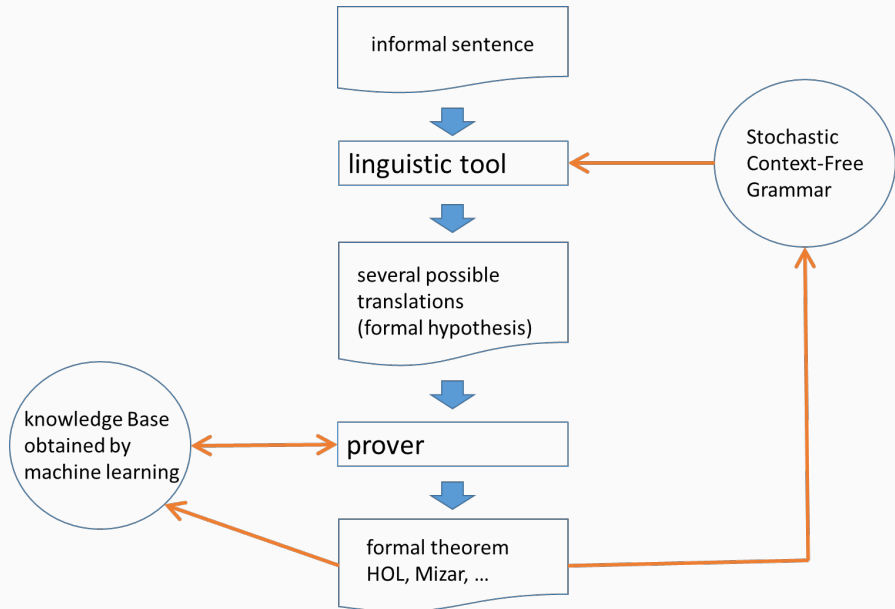 informal sentence
linguistic tool
Stochastic
Context-Free
Grammar
several possible
translations
(formal hypothesis)
knowledge Base
obtained by
machine learning
prover
formal theorem
HOL, Mizar, ...